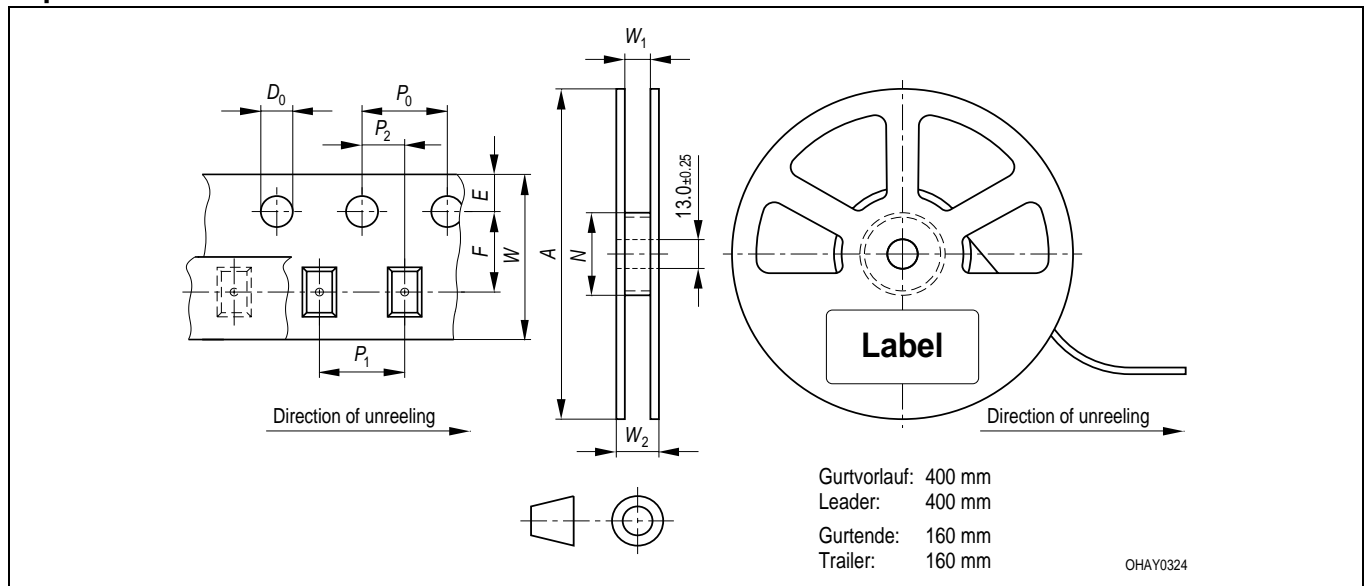 W₁
D₀
P₀
P₂
E
F
W
A
N
13.0±0.25
P₁
Label
Direction of unreeling
W₂
Direction of unreeling
Gurtvorlauf: 400 mm
Leader: 400 mm
Gurtende: 160 mm
Trailer: 160 mm
OHAY0324